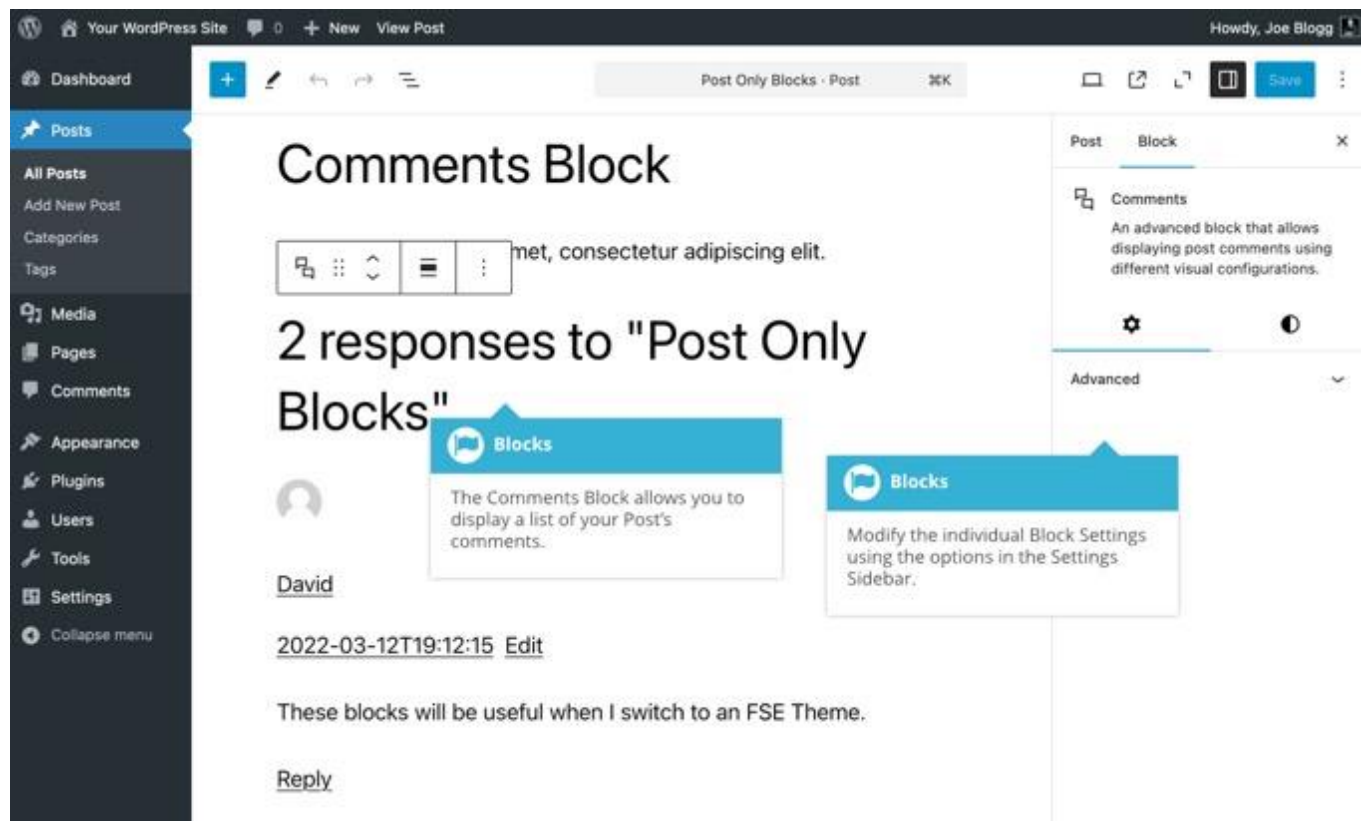 Your WordPress Site 0 + New View Post Howdy, Joe Blogg
Dashboard
Posts
All Posts
Add New Post
Categories
Tags
Media
Pages
Comments
Appearance
Plugins
Users
Tools
Settings
Collapse menu
Post Only Blocks · Post ⌘K
Save
Comments Block
met, consectetur adipiscing elit.
2 responses to "Post Only
Blocks"
Blocks
The Comments Block allows you to
display a list of your Post's
comments.
David
2022-03-12T19:12:15 Edit
These blocks will be useful when I switch to an FSE Theme.
Reply
Post Block
Comments
An advanced block that allows
displaying post comments using
different visual configurations.
Advanced
Blocks
Modify the individual Block Settings
using the options in the Settings
Sidebar.